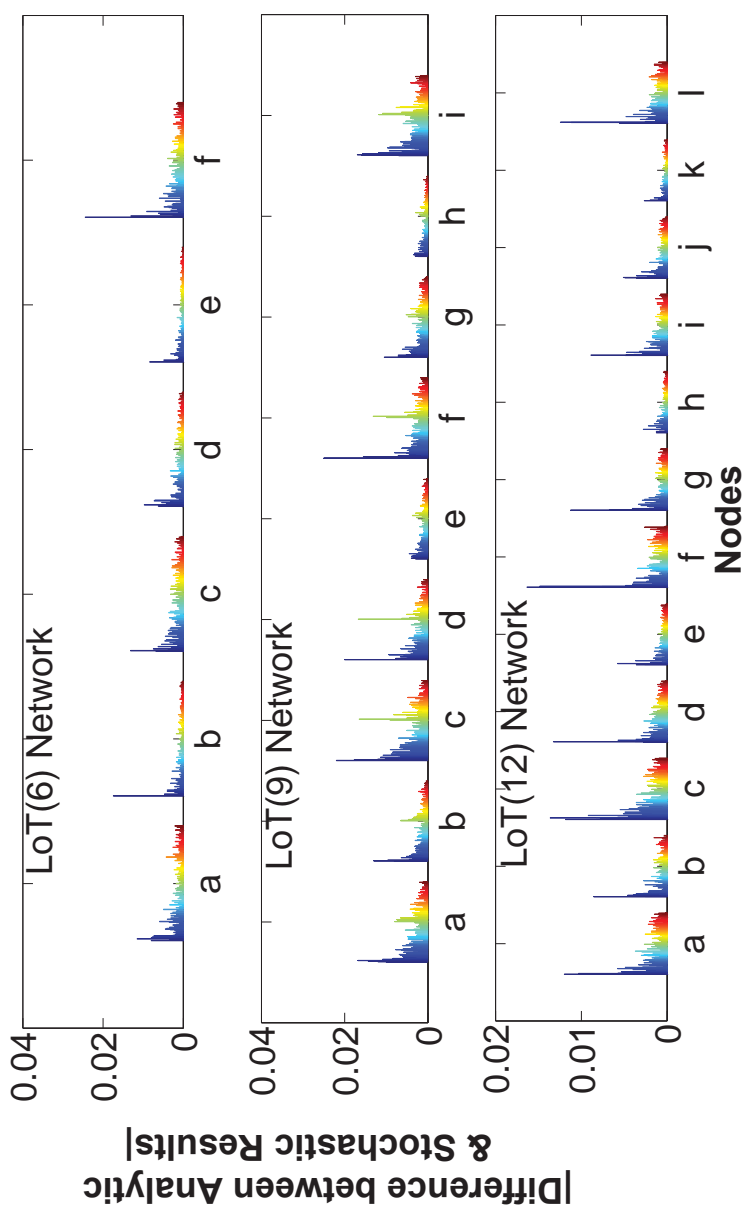 |Difference between Analytic
& Stochastic Results|
LoT(6) Network
0.04
0.02
0
a b c d e f
LoT(9) Network
0.04
0.02
0
a b c d e f g h i
LoT(12) Network
0.02
0.01
0
a b c d e f g h i j k l
Nodes